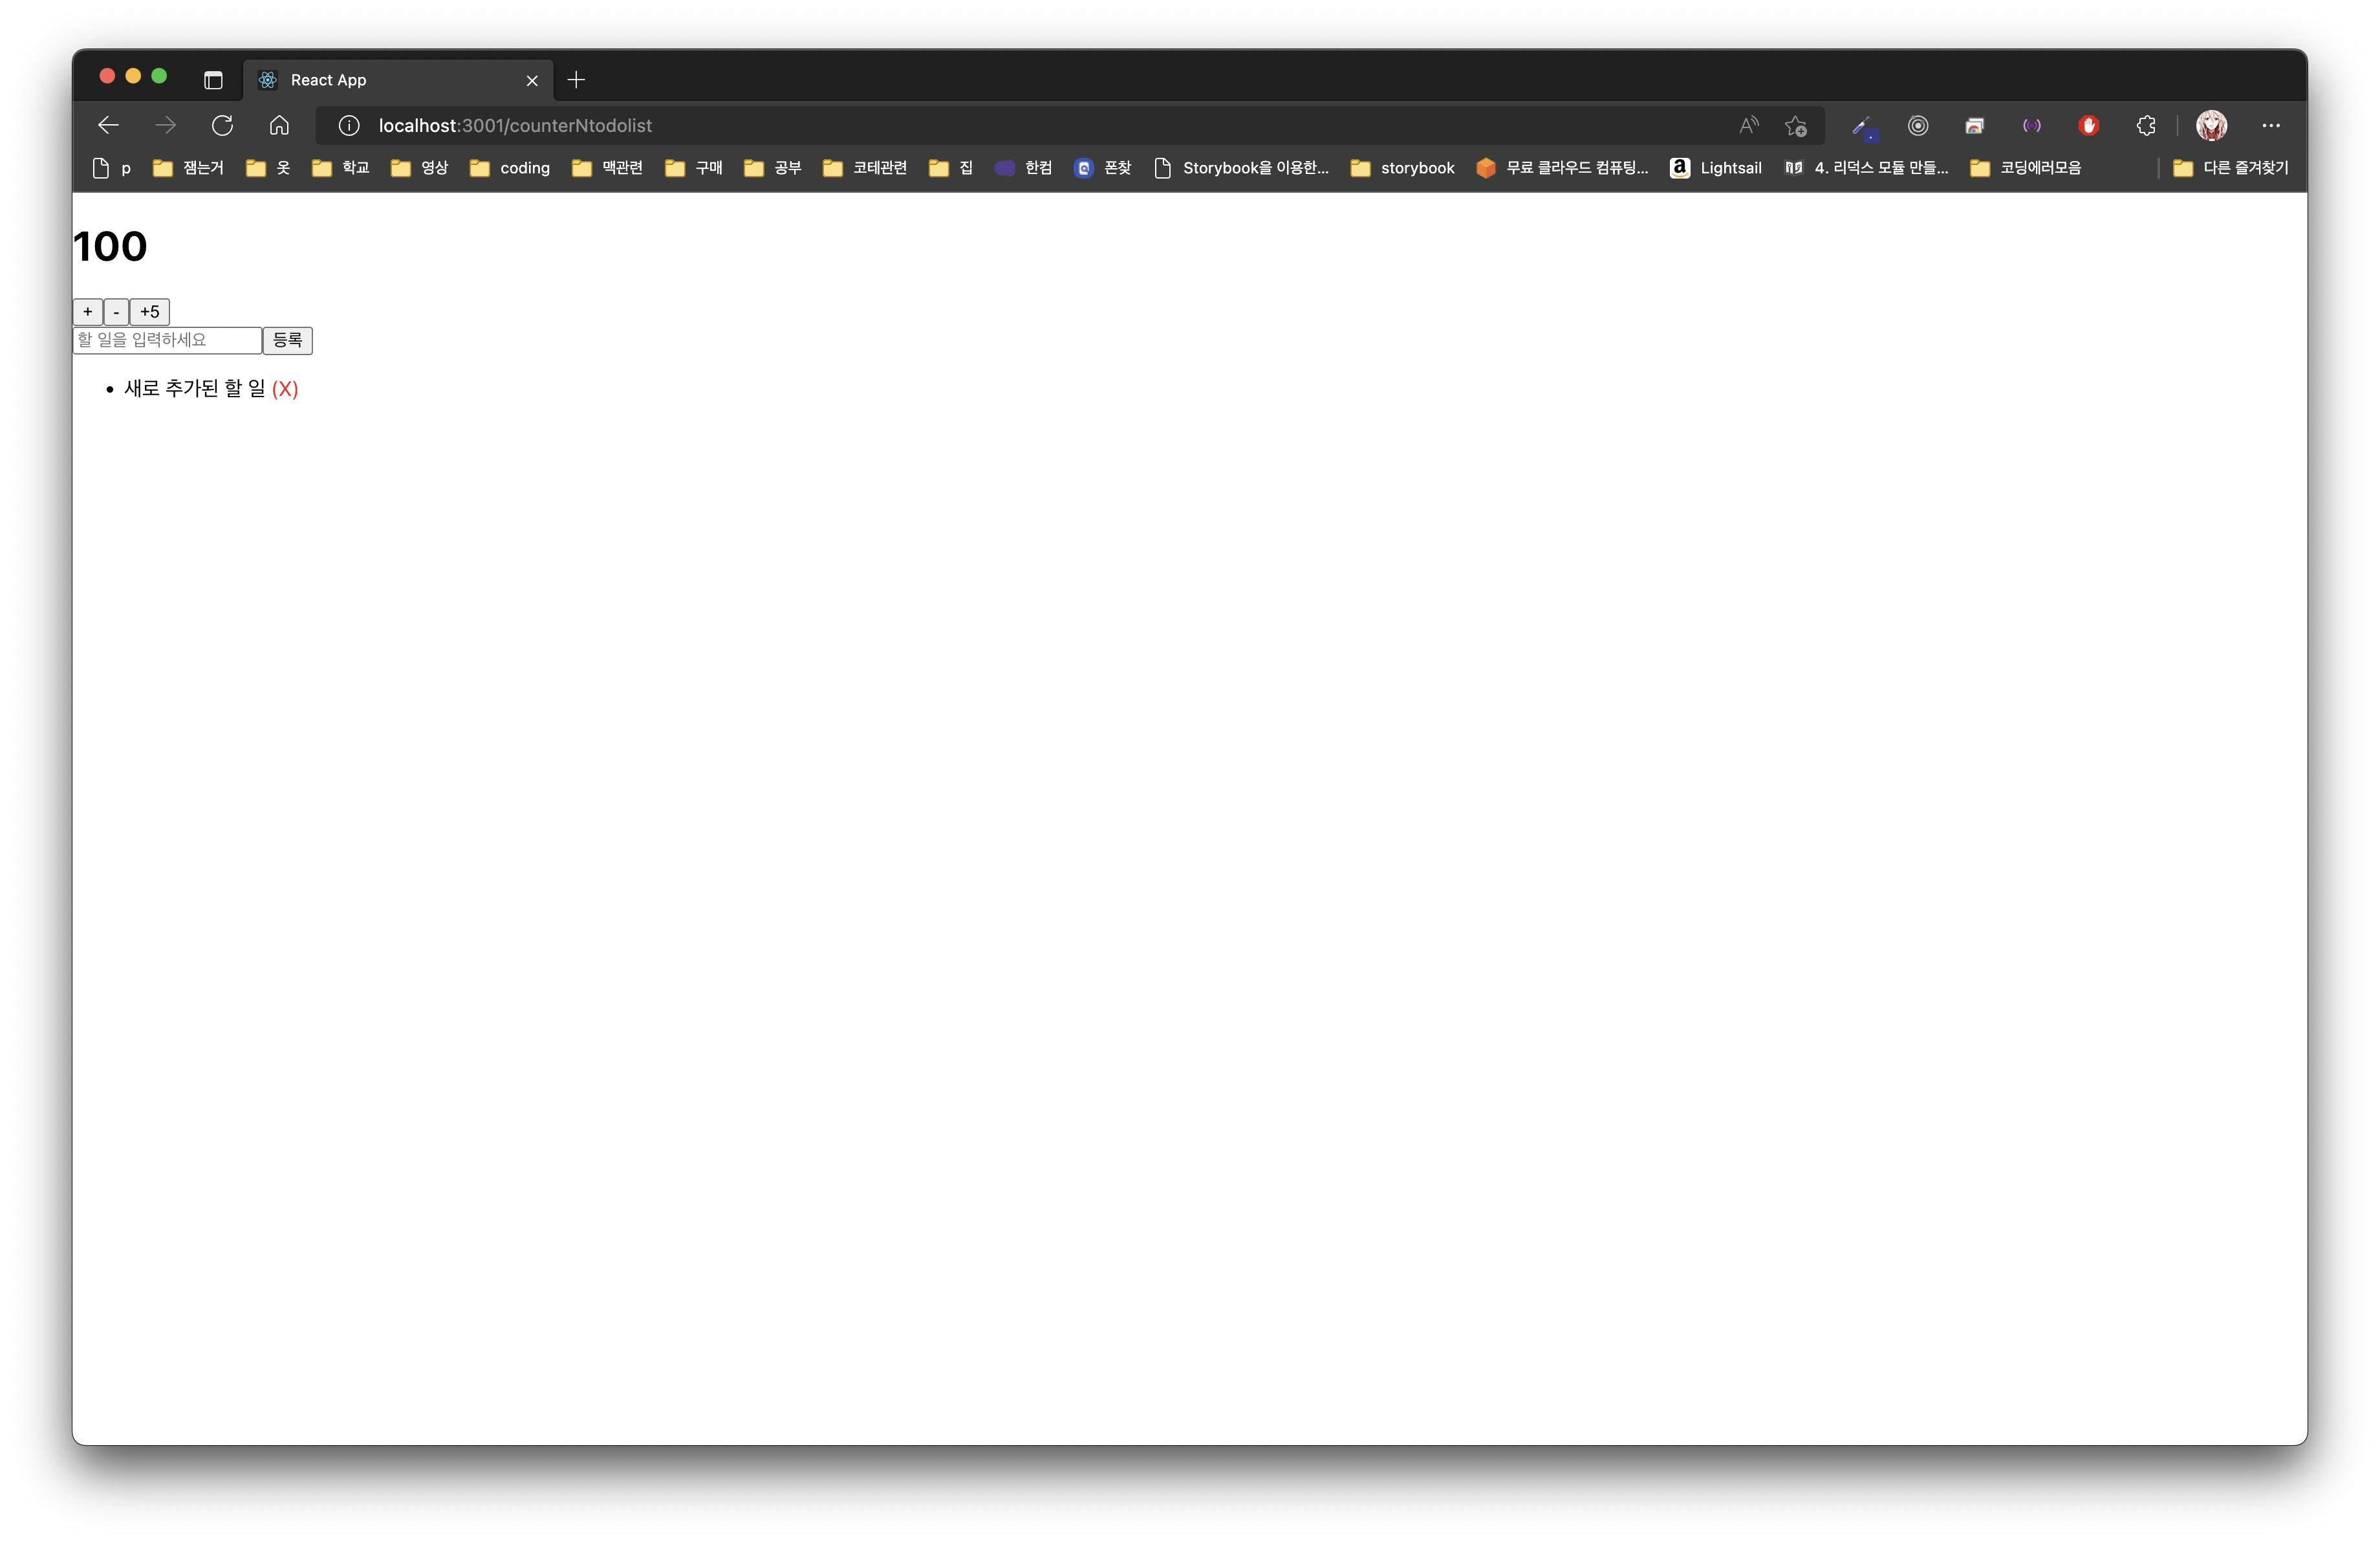 React App
localhost:3001/counterNtodolist
p 잼는거 옷 학교 영상 coding 맥관련 구매 공부 코테관련 집 한컴 폰찾 Storybook을 이용한... storybook 무료 클라우드 컴퓨팅... Lightsail 4. 리덕스 모듈 만들... 코딩에러모음 다른 즐겨찾기
100
+ - +5
할 일을 입력하세요 등록
• 새로 추가된 할 일 (X)